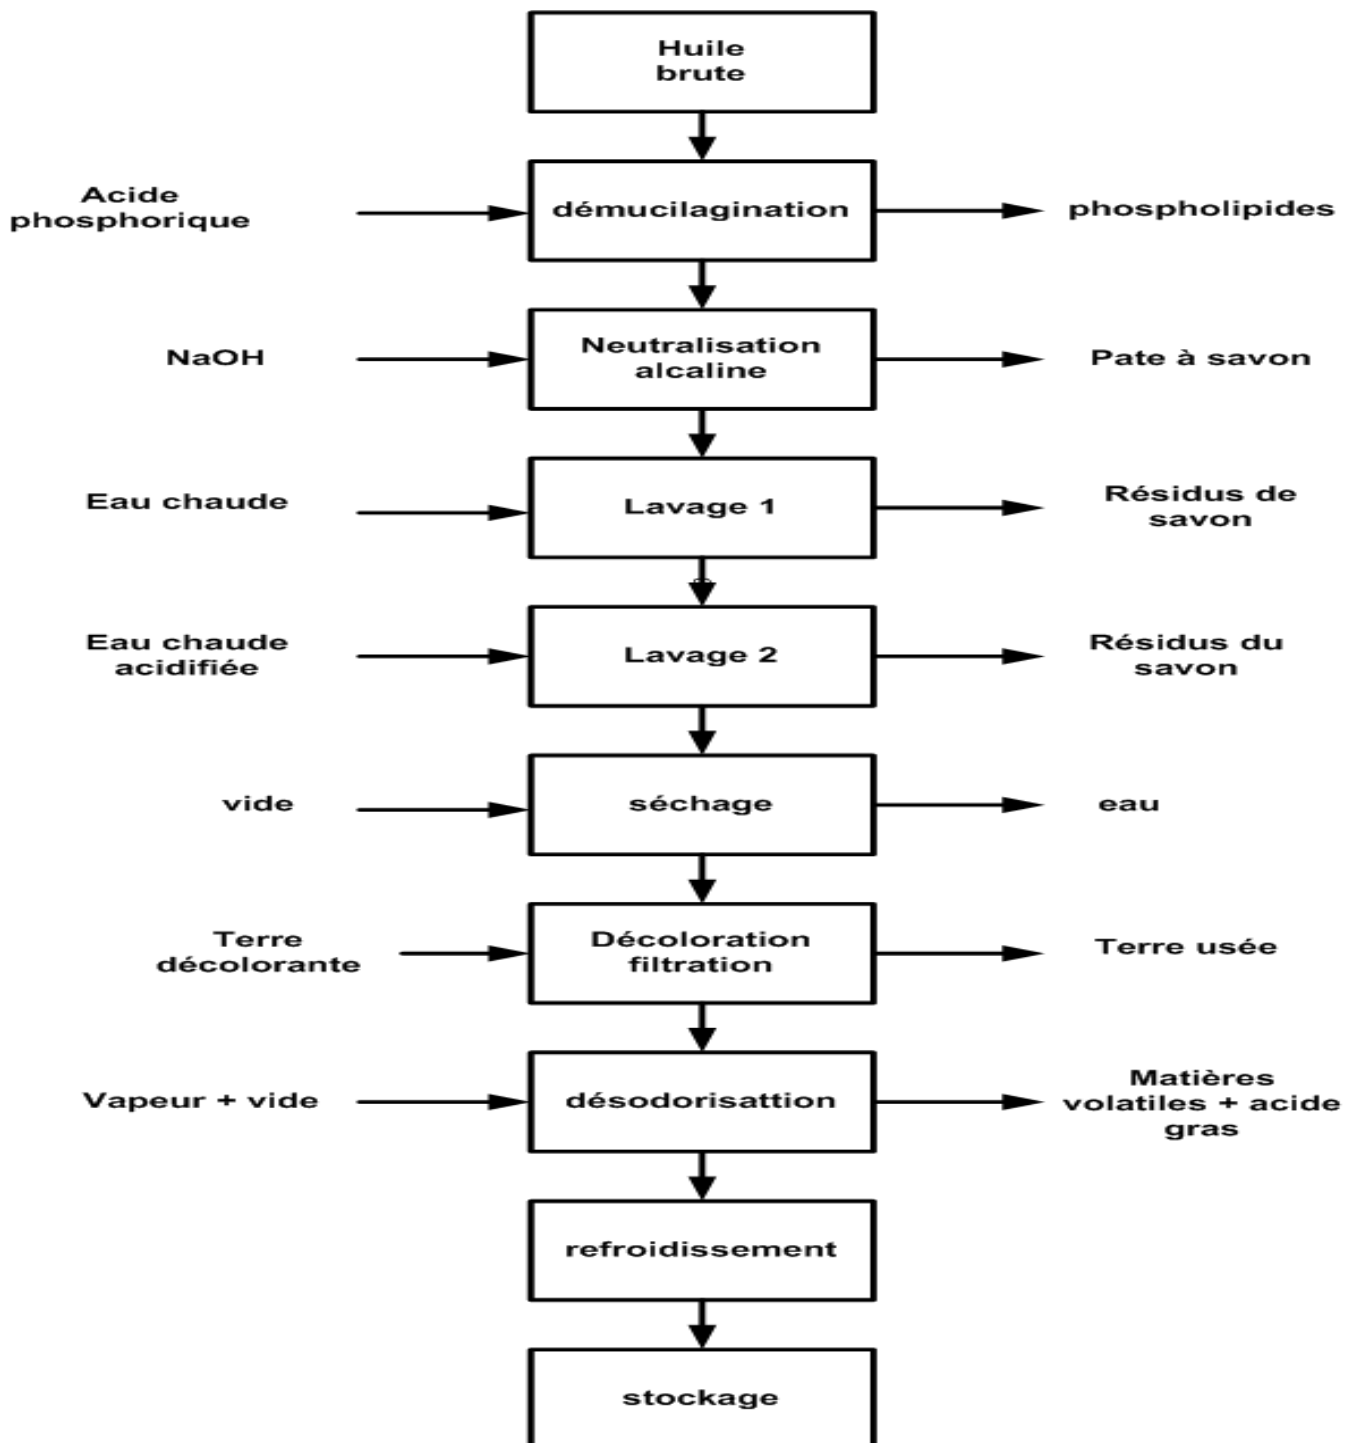 Huile
brute
Acide
phosphorique
démucilagination
phospholipides
NaOH
Neutralisation
alcaline
Pate à savon
Eau chaude
Lavage 1
Résidus de
savon
Eau chaude
acidifiée
Lavage 2
Résidus du
savon
vide
séchage
eau
Terre
décolorante
Décoloration
filtration
Terre usée
Vapeur + vide
désodorisattion
Matières
volatiles + acide
gras
refroidissement
stockage